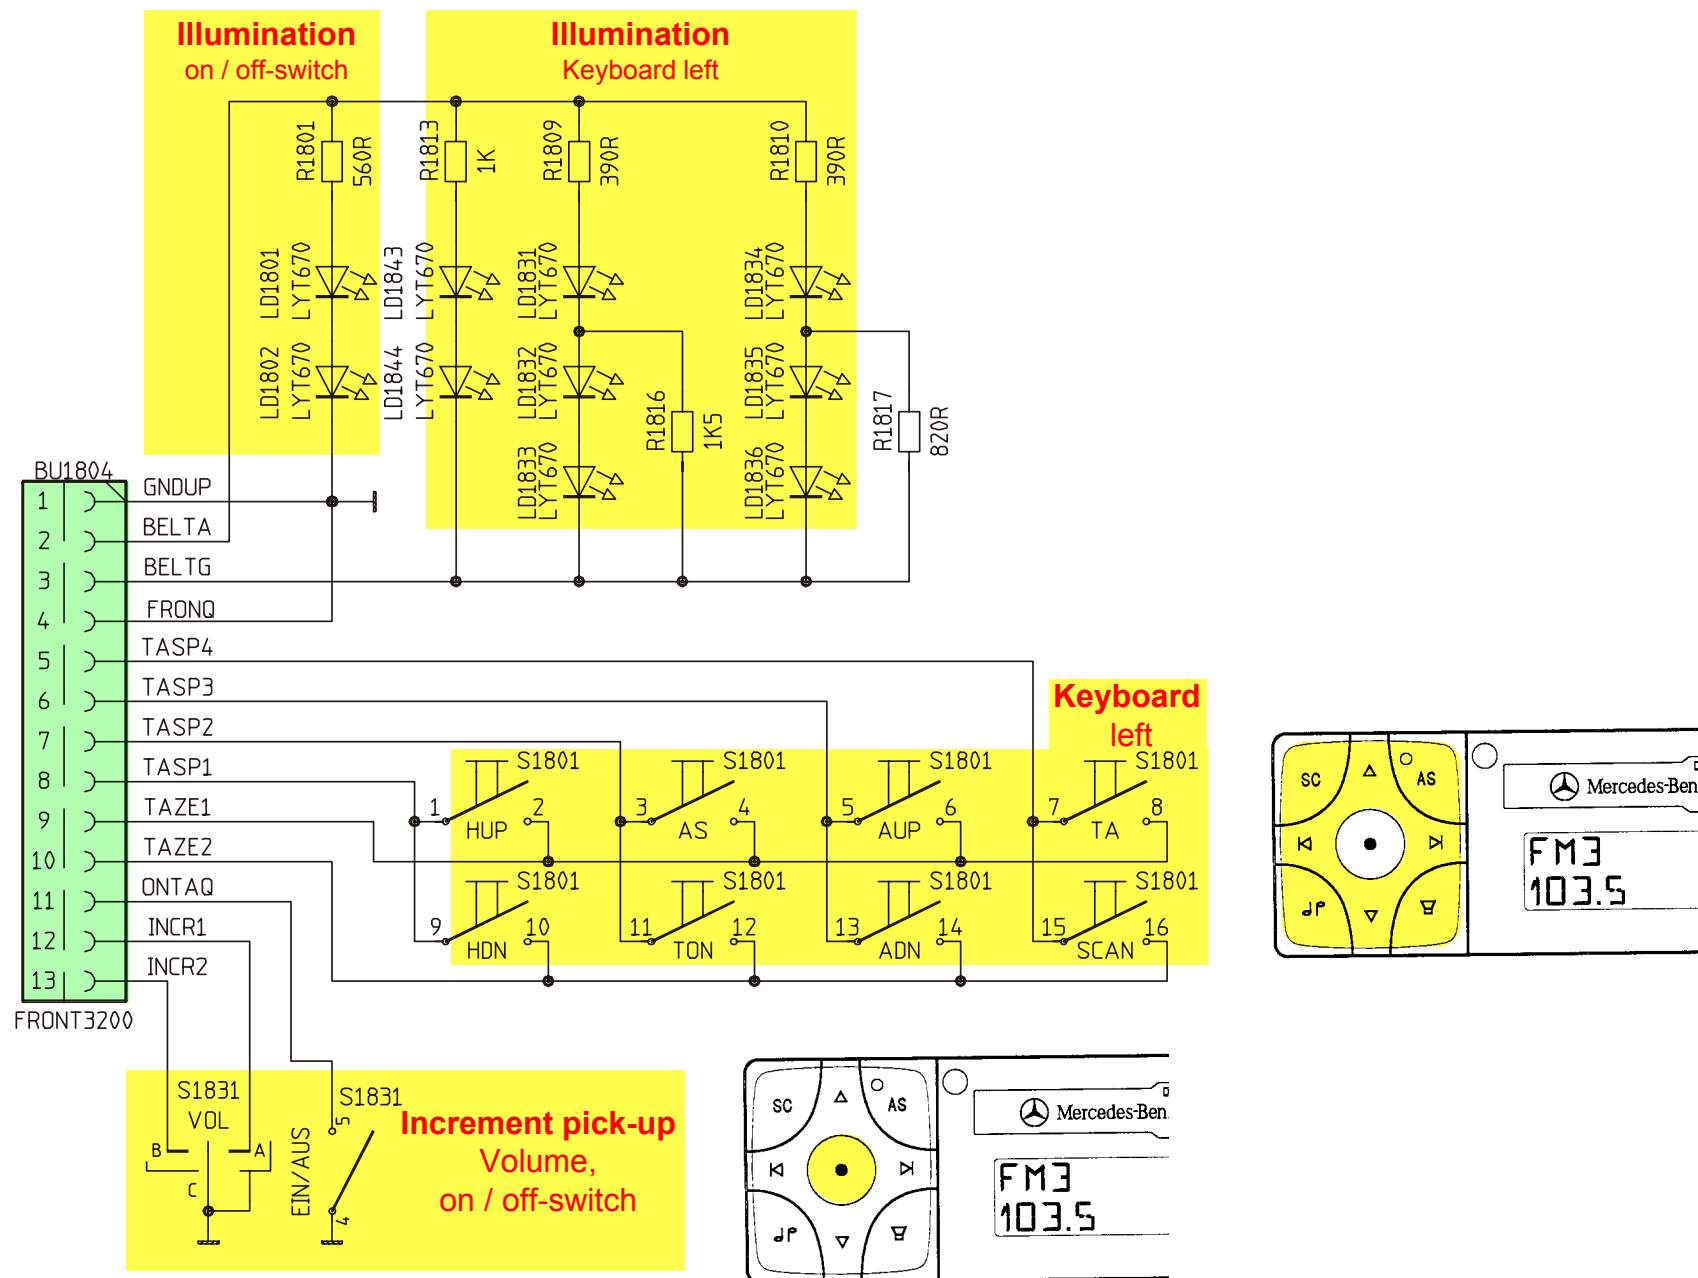 Illumination
on / off-switch
Illumination
Keyboard left
R1801
560R
R1813
1K
R1809
390R
R1810
390R
LD1801
LYT670
LD1843
LYT670
LD1831
LYT670
LD1834
LYT670
LD1802
LYT670
LD1844
LYT670
LD1832
LYT670
LD1835
LYT670
R1816
1K5
R1817
820R
LD1833
LYT670
LD1836
LYT670
BU1804
1 GNDUP
2 BELTA
3 BELTG
4 FRONQ
5 TASP4
6 TASP3
7 TASP2
8 TASP1
9 TAZE1
10 TAZE2
11 ONTAQ
12 INCR1
13 INCR2
FRONT3200
Keyboard
left
S1801 S1801 S1801 S1801
1 2 3 4 5 6 7 8
HUP AS AUP TA
S1801 S1801 S1801 S1801
9 10 11 12 13 14 15 16
HDN TON ADN SCAN
SC AS
Mercedes-Ben
FM3
103.5
S1831
VOL
B A
C
S1831
5
EIN/AUS
4
Increment pick-up
Volume,
on / off-switch
SC AS
Mercedes-Ben
FM3
103.5